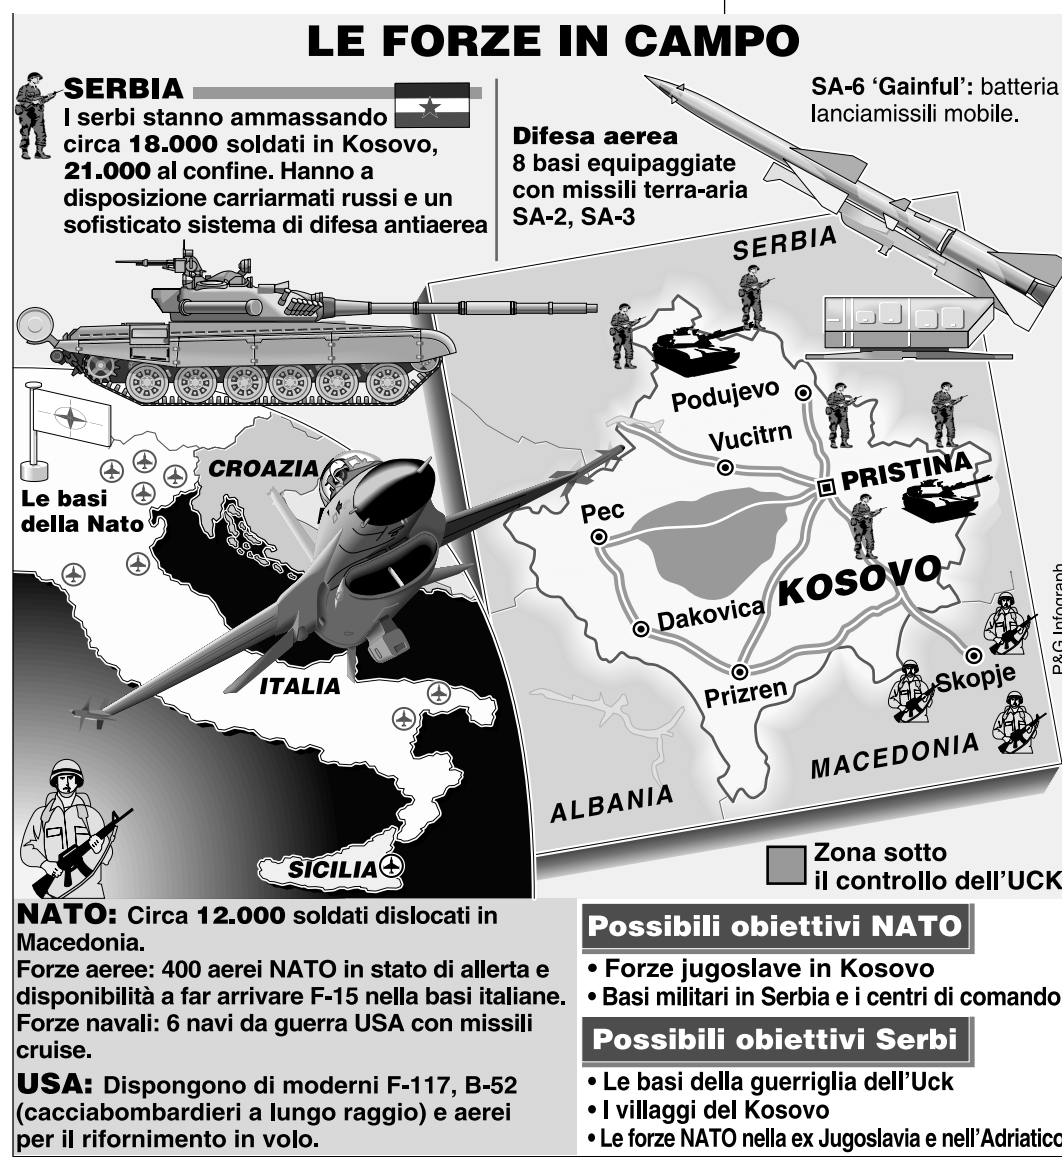 LE FORZE IN CAMPO
SERBIA
I serbi stanno ammassando
circa 18.000 soldati in Kosovo,
21.000 al confine. Hanno a
disposizione carriarmati russi e un
sofisticato sistema di difesa antiaerea
Difesa aerea
8 basi equipaggiate
con missili terra-aria
SA-2, SA-3
SA-6 'Gainful': batteria
lanciamissili mobile.
SERBIA
Podujevo
Vucitrn
PRISTINA
Pec
KOSOVO
Dakovica
Prizren
Skopje
MACEDONIA
ALBANIA
P&G Infograph
Le basi
della Nato
CROAZIA
ITALIA
SICILIA
Zona sotto
il controllo dell'UCK
NATO: Circa 12.000 soldati dislocati in
Macedonia.
Forze aeree: 400 aerei NATO in stato di allerta e
disponibilità a far arrivare F-15 nella basi italiane.
Forze navali: 6 navi da guerra USA con missili
cruise.
USA: Dispongono di moderni F-117, B-52
(cacciabombardieri a lungo raggio) e aerei
per il rifornimento in volo.
Possibili obiettivi NATO
• Forze jugoslave in Kosovo
• Basi militari in Serbia e i centri di comando
Possibili obiettivi Serbi
• Le basi della guerriglia dell'Uck
• I villaggi del Kosovo
• Le forze NATO nella ex Jugoslavia e nell'Adriatico